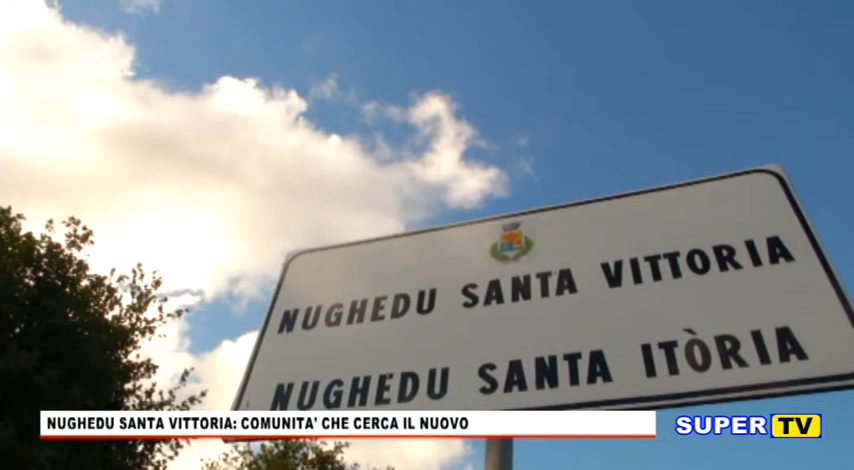 NUGHEDU SANTA VITTORIA
NUGHEDU SANTA ITÒRIA
NUGHEDU SANTA VITTORIA: COMUNITA' CHE CERCA IL NUOVO
SUPER TV